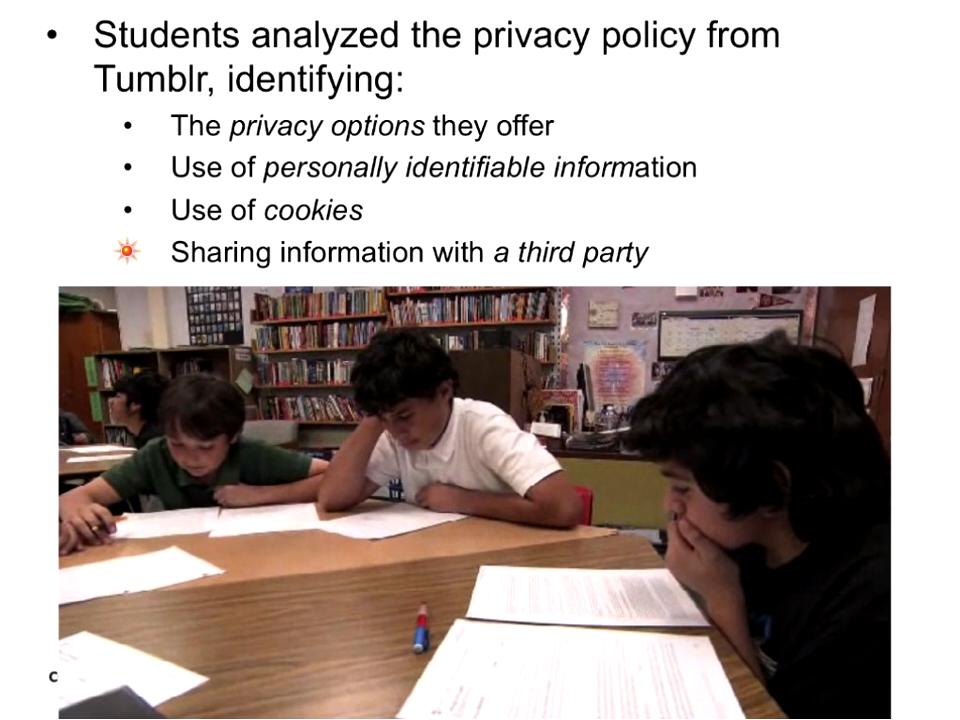 • Students analyzed the privacy policy from
Tumblr, identifying:
• The privacy options they offer
• Use of personally identifiable information
• Use of cookies
Sharing information with a third party
c